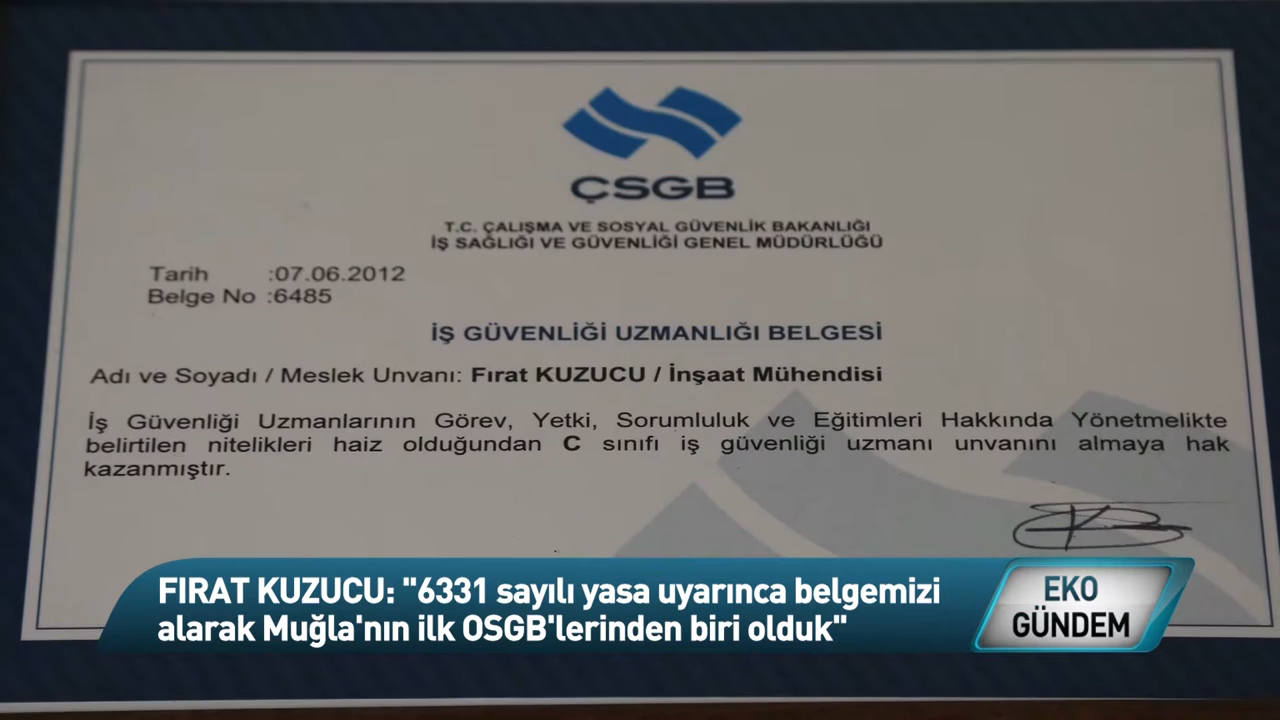 ÇSGB
T.C. ÇALIŞMA VE SOSYAL GÜVENLİK BAKANLIĞI
İŞ SAĞLIĞI VE GÜVENLİĞİ GENEL MÜDÜRLÜĞÜ
Tarih :07.06.2012
Belge No :6485
İŞ GÜVENLİĞİ UZMANLIĞI BELGESİ
Adı ve Soyadı / Meslek Unvanı: Fırat KUZUCU / İnşaat Mühendisi
İş Güvenliği Uzmanlarının Görev, Yetki, Sorumluluk ve Eğitimleri Hakkında Yönetmelikte
belirtilen nitelikleri haiz olduğundan C sınıfı iş güvenliği uzmanı unvanını almaya hak
kazanmıştır.
FIRAT KUZUCU: "6331 sayılı yasa uyarınca belgemizi
alarak Muğla'nın ilk OSGB'lerinden biri olduk"
EKO
GÜNDEM